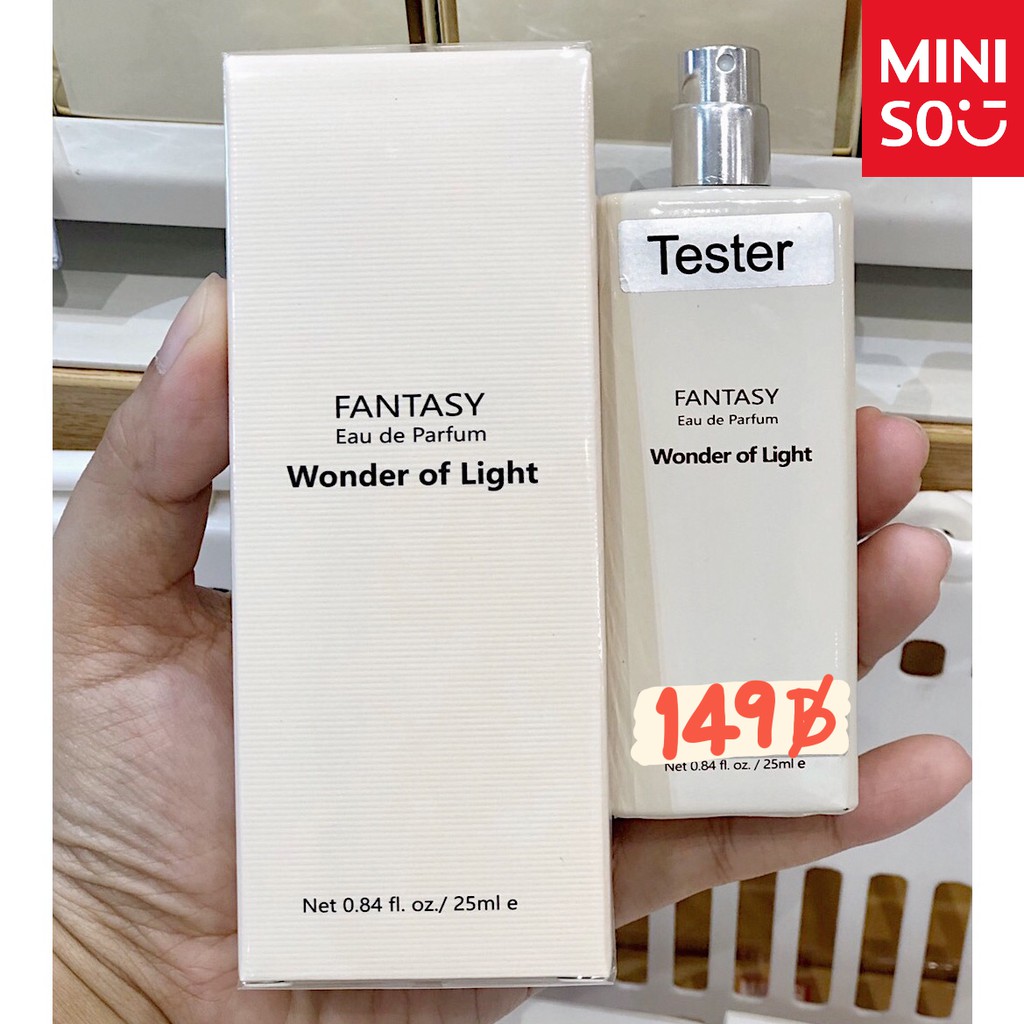 MINI
SO
Tester
FANTASY
Eau de Parfum
Wonder of Light
Net 0.84 fl. oz./ 25ml e
FANTASY
Eau de Parfum
Wonder of Light
149฿
Net 0.84 fl. oz. / 25ml e